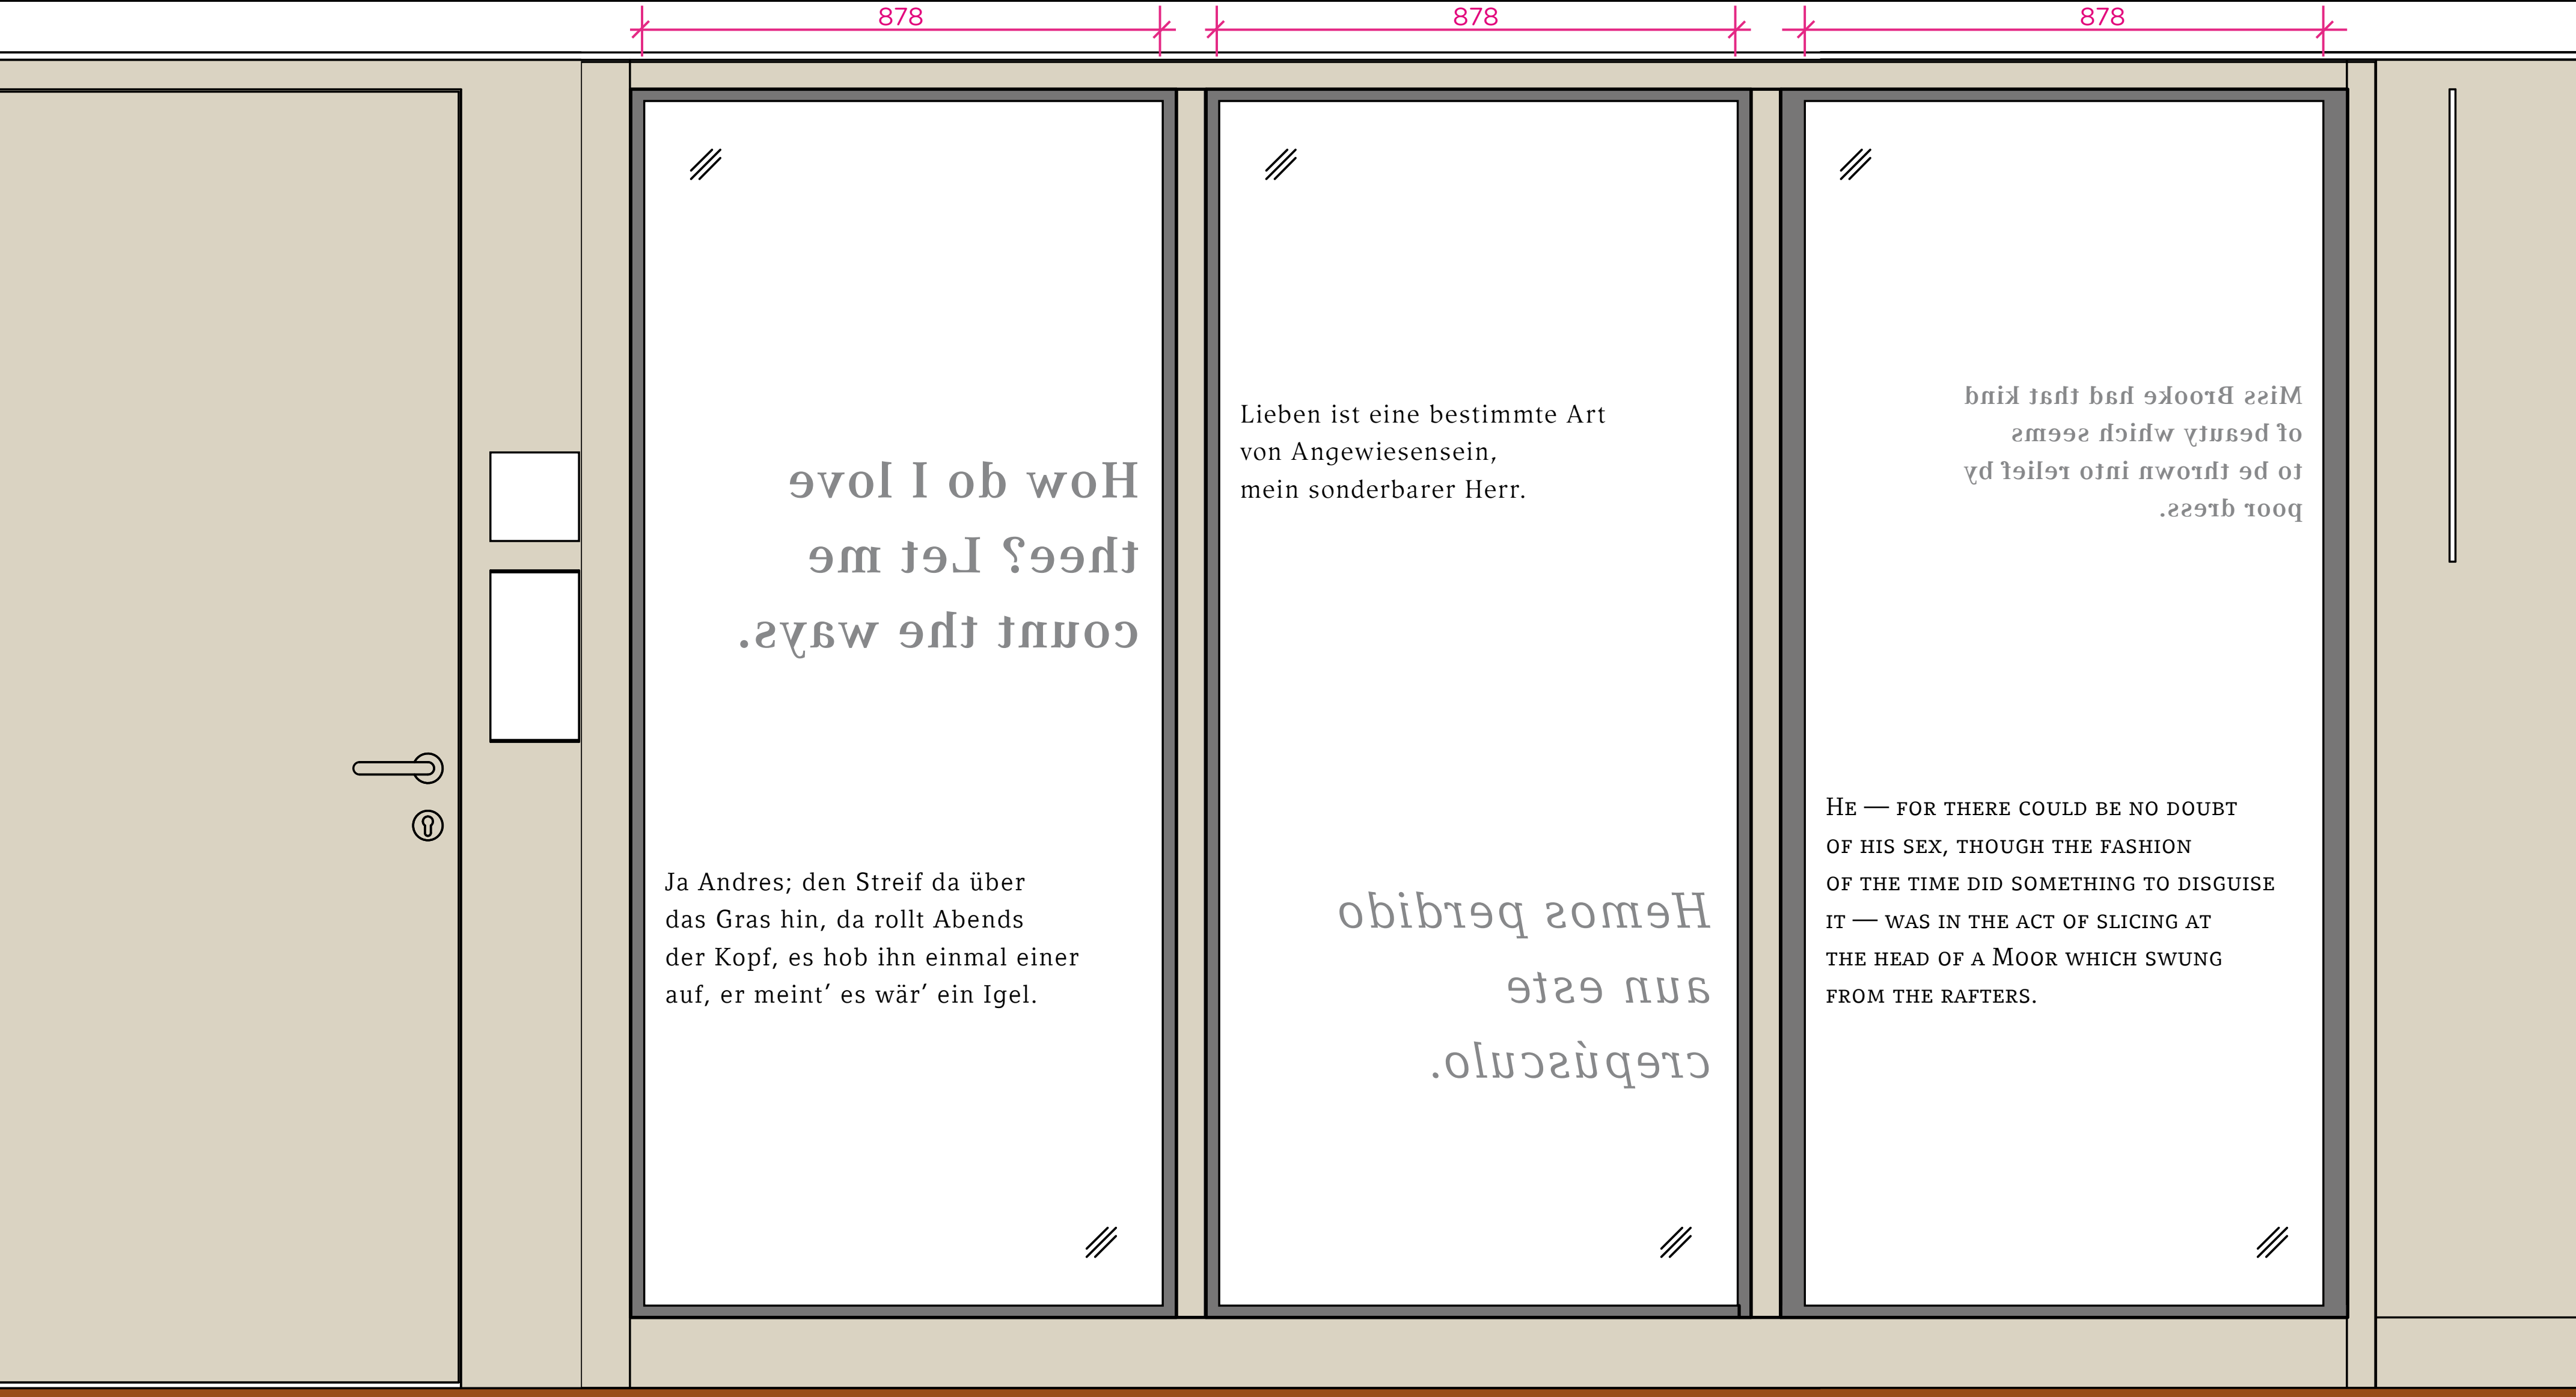 878
878
878
How do I love
thee? Let me
count the ways.
Ja Andres; den Streif da über
das Gras hin, da rollt Abends
der Kopf, es hob ihn einmal einer
auf, er meint’ es wär’ ein Igel.
Lieben ist eine bestimmte Art
von Angewiesensein,
mein sonderbarer Herr.
Hemos perdido
aun este
crepúsculo.
Miss Brooke had that kind
of beauty which seems
to be thrown into relief by
poor dress.
He — for there could be no doubt
of his sex, though the fashion
of the time did something to disguise
it — was in the act of slicing at
the head of a Moor which swung
from the rafters.